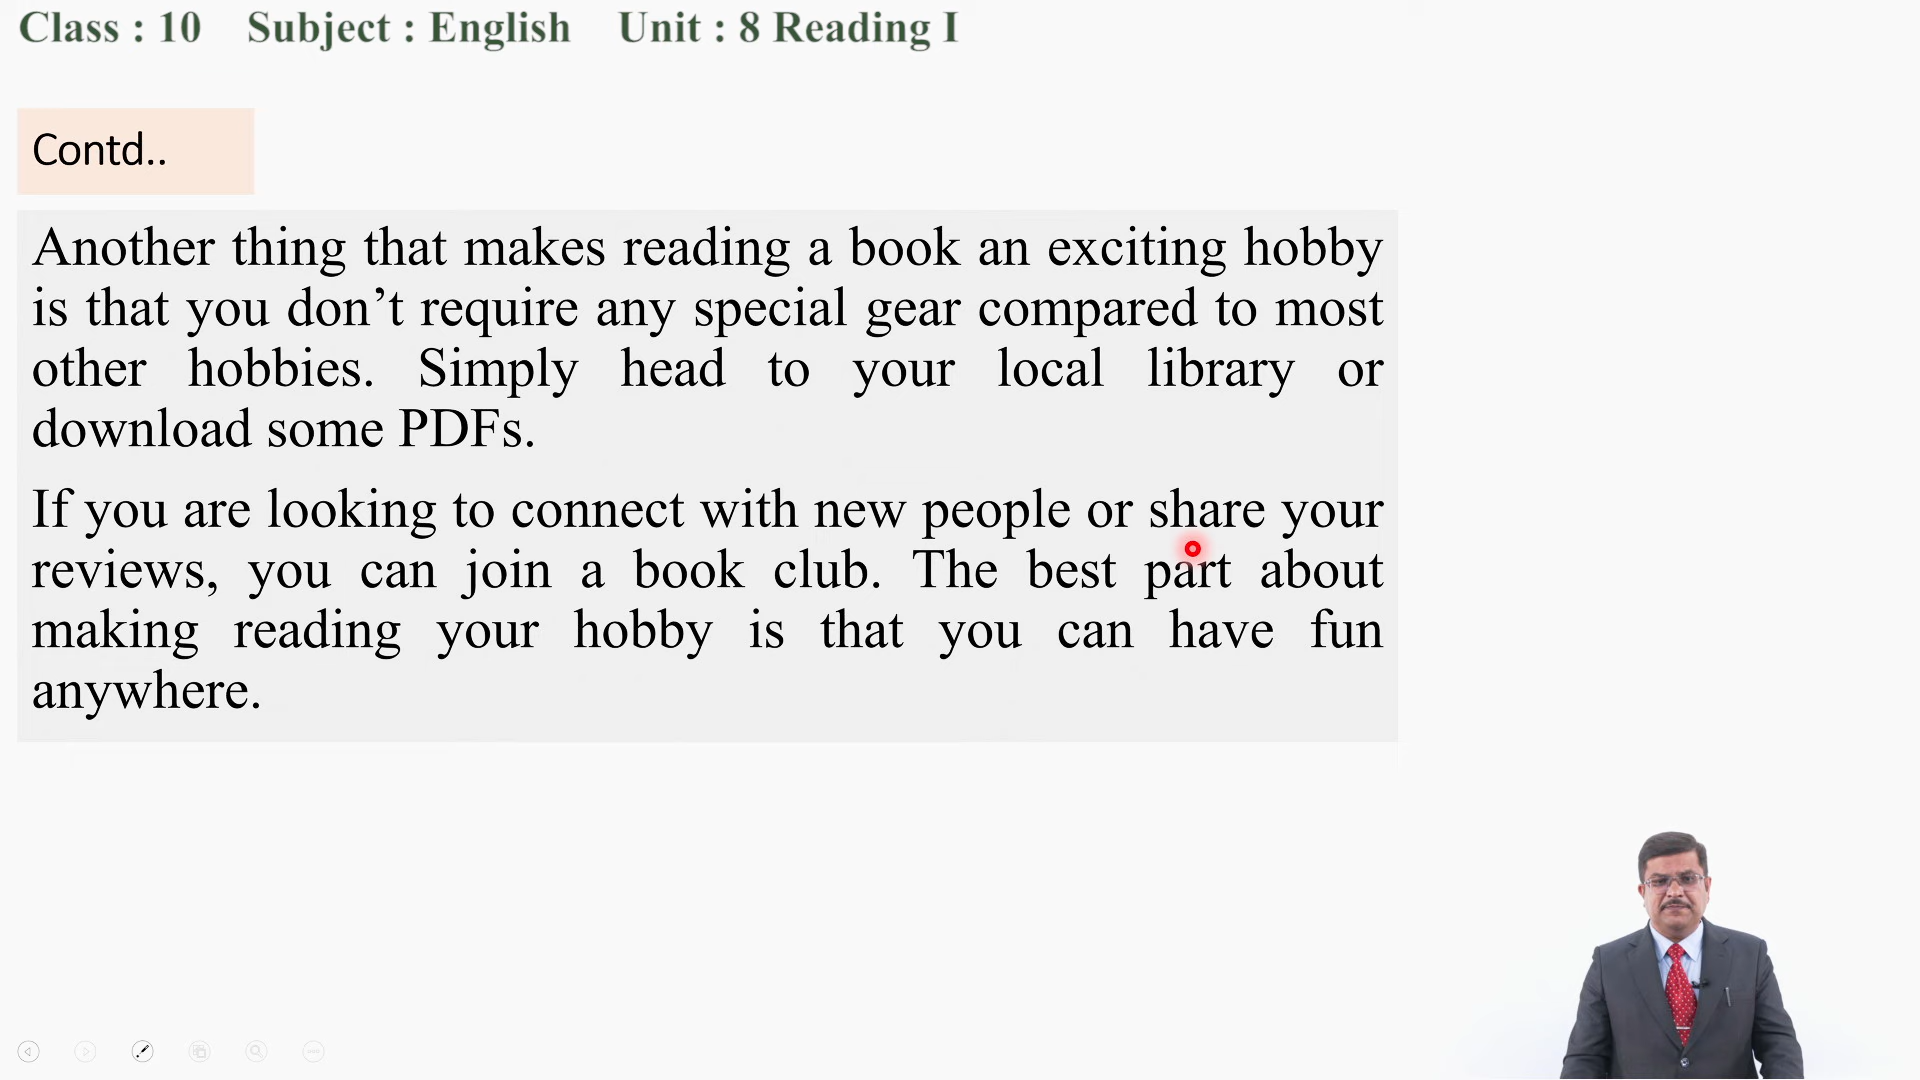 Class : 10 Subject : English Unit : 8 Reading I
Contd..
Another thing that makes reading a book an exciting hobby
is that you don’t require any special gear compared to most
other hobbies. Simply head to your local library or
download some PDFs.
If you are looking to connect with new people or share your
reviews, you can join a book club. The best part about
making reading your hobby is that you can have fun
anywhere.